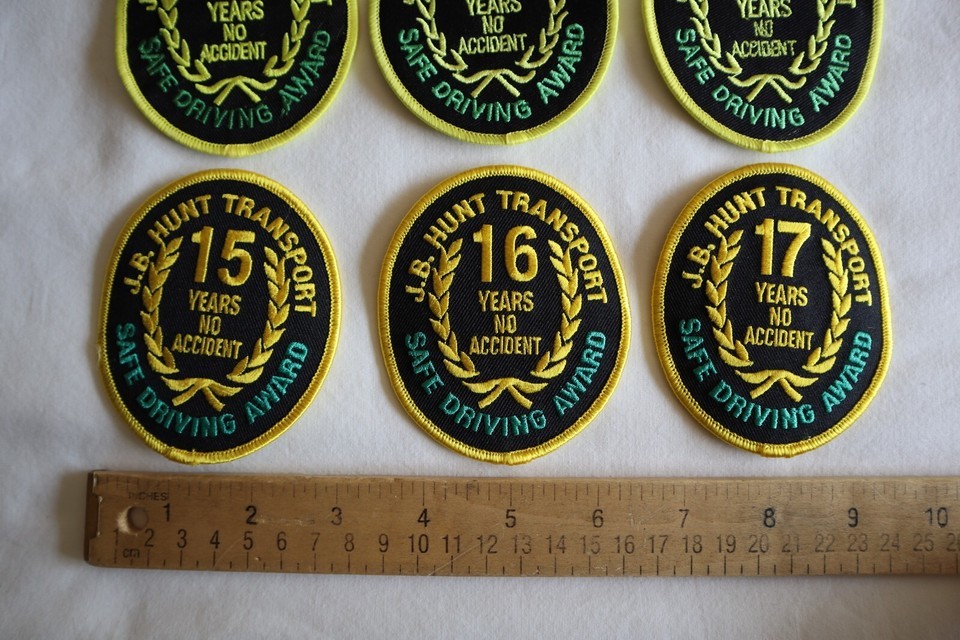 YEARS
NO
ACCIDENT
SAFE DRIVING AWARD
YEARS
NO
ACCIDENT
SAFE DRIVING AWARD
YEARS
NO
ACCIDENT
SAFE DRIVING AWARD
J.B. HUNT TRANSPORT
15
YEARS
NO
ACCIDENT
SAFE DRIVING AWARD
J.B. HUNT TRANSPORT
16
YEARS
NO
ACCIDENT
SAFE DRIVING AWARD
J.B. HUNT TRANSPORT
17
YEARS
NO
ACCIDENT
SAFE DRIVING AWARD
INCHES
1 2 3 4 5 6 7 8 9 10
1 2 3 4 5 6 7 8 9 10 11 12 13 14 15 16 17 18 19 20 21 22 23 24 25
cm